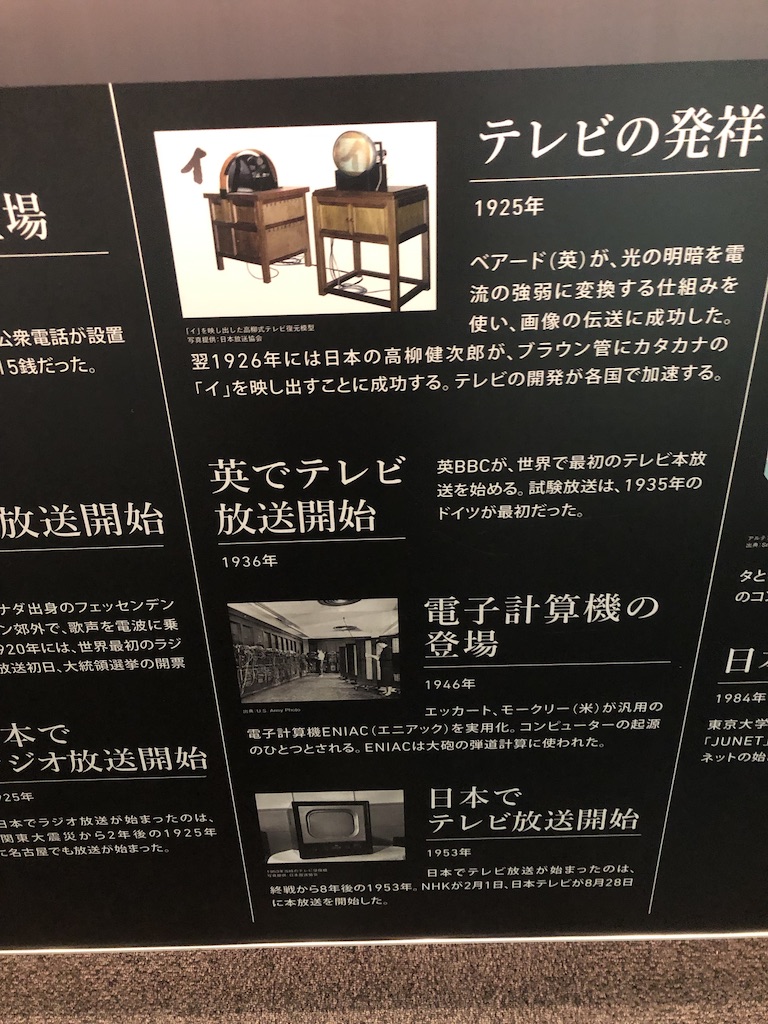 場
公衆電話が設置
15銭だった。
放送開始
ナダ出身のフェッセンデン
ン郊外で、歌声を電波に乗
920年には、世界最初のラジ
放送初日、大統領選挙の開票
本で
ジオ放送開始
925年
日本でラジオ放送が始まったのは、
関東大震災から2年後の1925年
に名古屋でも放送が始まった。
イ
「イ」を映し出した高柳式テレビ復元模型
写真提供:日本放送協会
テレビの発祥
1925年
ベアード(英)が、光の明暗を電
流の強弱に変換する仕組みを
使い、画像の伝送に成功した。
翌1926年には日本の高柳健次郎が、ブラウン管にカタカナの
「イ」を映し出すことに成功する。テレビの開発が各国で加速する。
英でテレビ
放送開始
1936年
英BBCが、世界で最初のテレビ本放
送を始める。試験放送は、1935年の
ドイツが最初だった。
出典:U.S. Army Photo
電子計算機の
登場
1946年
エッカート、モークリー(米)が汎用の
電子計算機ENIAC(エニアック)を実用化。コンピューターの起源
のひとつとされる。ENIACは大砲の弾道計算に使われた。
写真提供:日本放送協会
日本で
テレビ放送開始
1953年
日本でテレビ放送が始まったのは、
終戦から8年後の1953年。NHKが2月1日、日本テレビが8月28日
に本放送を開始した。
タと
のコン
日本
1984年
東京大学
「JUNET」
ネットの始